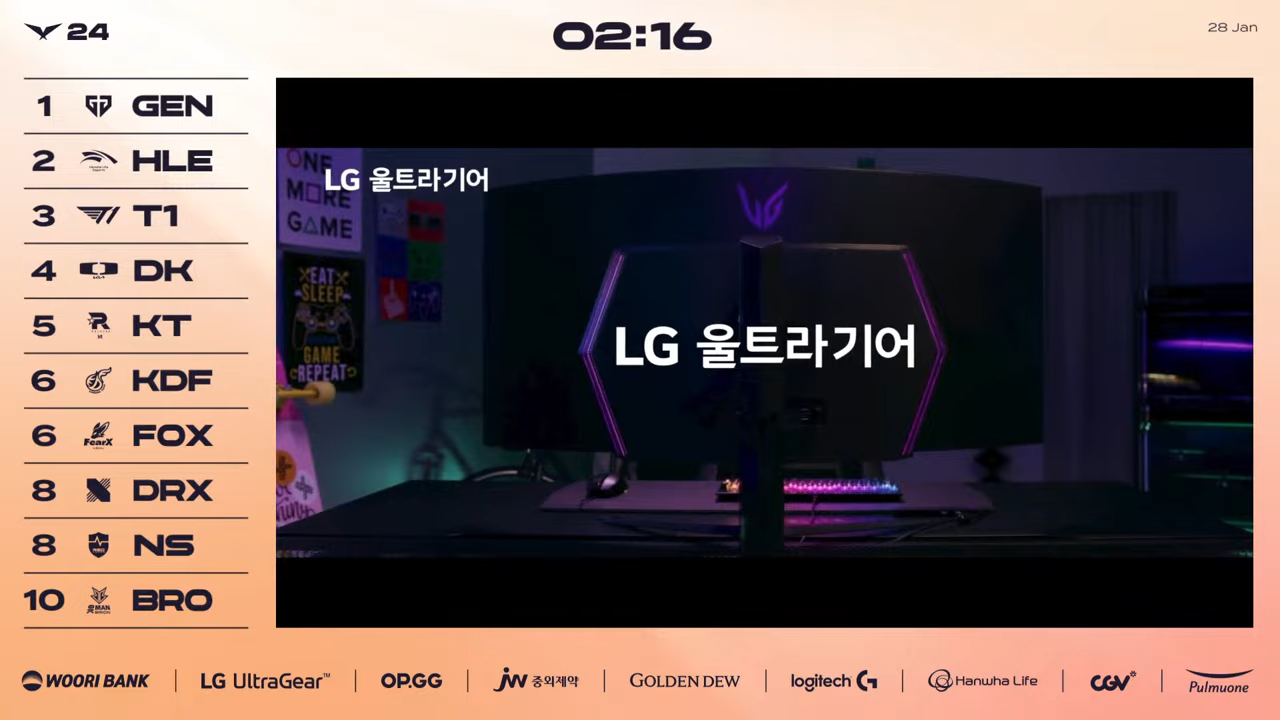 24
02:16
28 Jan
1 GEN
2 HLE
3 T1
4 DK
5 KT
6 KDF
6 FOX
FearX
8 DRX
8 NS
10 BRO
ONE
MORE
GAME
LG 울트라기어
EAT
SLEEP
GAME
REPEAT
LG 울트라기어
WOORI BANK
LG UltraGear™
OP.GG
jw 중외제약
GOLDEN DEW
logitech G
Hanwha Life
CGV
Pulmuone